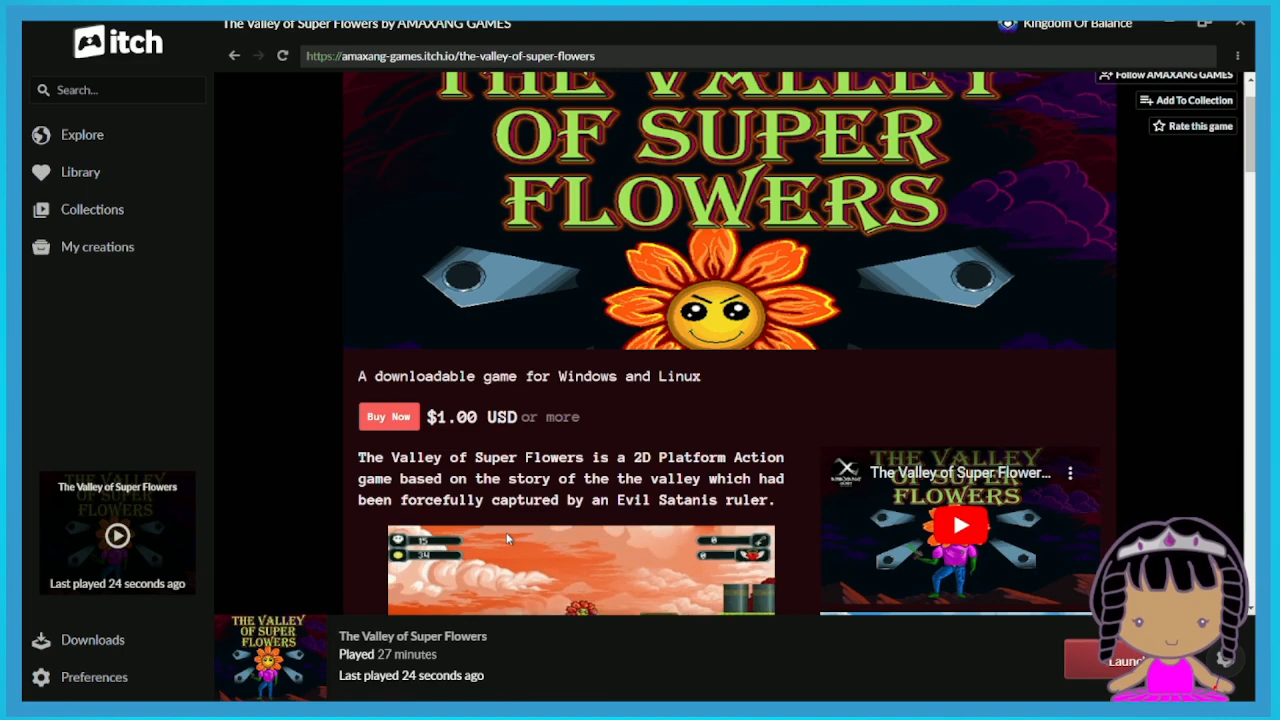 The Valley of Super Flowers by AMAXANG GAMES
Kingdom Of Balance
itch
https://amaxang-games.itch.io/the-valley-of-super-flowers
Search...
Explore
Library
Collections
My creations
Follow AMAXANG GAMES
Add To Collection
Rate this game
THE VALLEY
OF SUPER
FLOWERS
A downloadable game for Windows and Linux
Buy Now $1.00 USD or more
The Valley of Super Flowers is a 2D Platform Action
game based on the story of the the valley which had
been forcefully captured by an Evil Satanis ruler.
15
34
0
0
The Valley of Super Flower...
THE VALLEY
OF SUPER
FLOWERS
The Valley of Super Flowers
Last played 24 seconds ago
Downloads
Preferences
THE VALLEY
OF SUPER
FLOWERS
The Valley of Super Flowers
Played 27 minutes
Last played 24 seconds ago
Launc